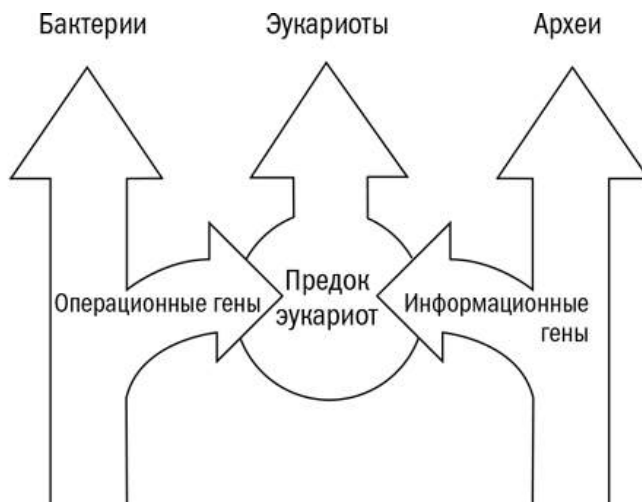 Бактерии
Эукариоты
Археи
Операционные гены
Предок
эукариот
Информационные
гены